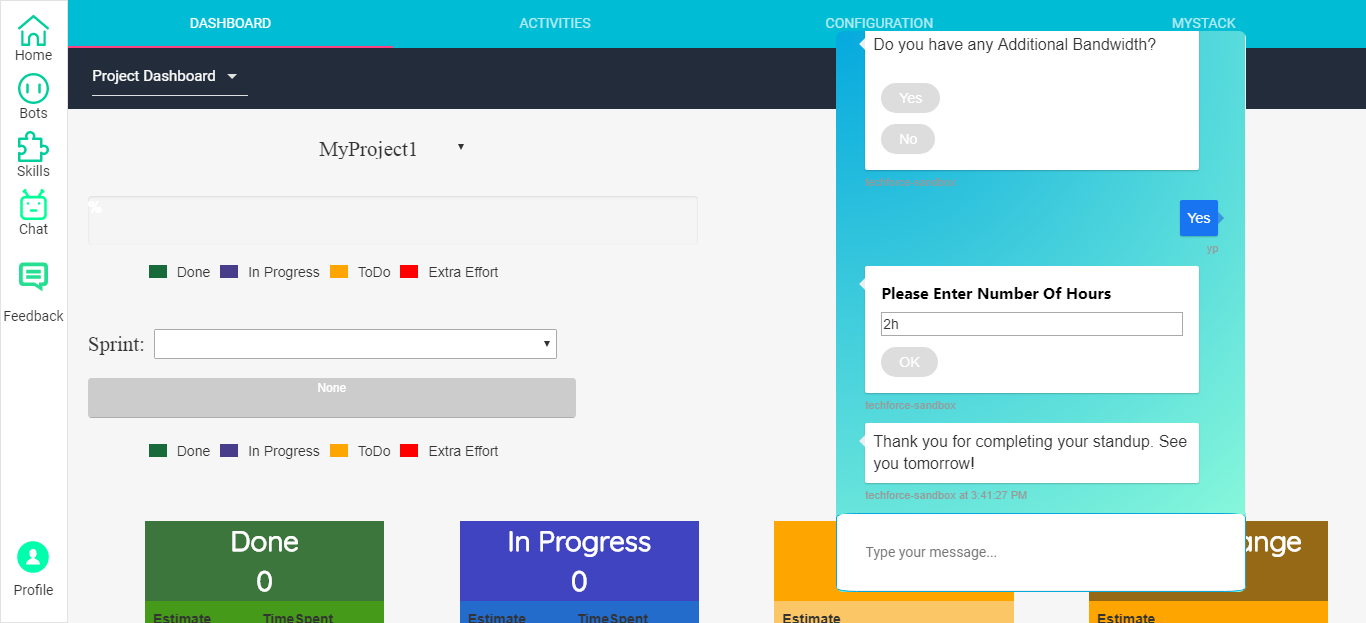 Home
Bots
Skills
Chat
Feedback
Profile
DASHBOARD
ACTIVITIES
CONFIGURATION
MYSTACK
Project Dashboard
MyProject1
%
Done
In Progress
ToDo
Extra Effort
Sprint:
None
Done
In Progress
ToDo
Extra Effort
Done
0
Estimate TimeSpent
In Progress
0
Estimate TimeSpent
Estimate
ange
Estimate
Do you have any Additional Bandwidth?
Yes
No
techforce-sandbox
Yes
yp
Please Enter Number Of Hours
2h
OK
techforce-sandbox
Thank you for completing your standup. See
you tomorrow!
techforce-sandbox at 3:41:27 PM
Type your message...